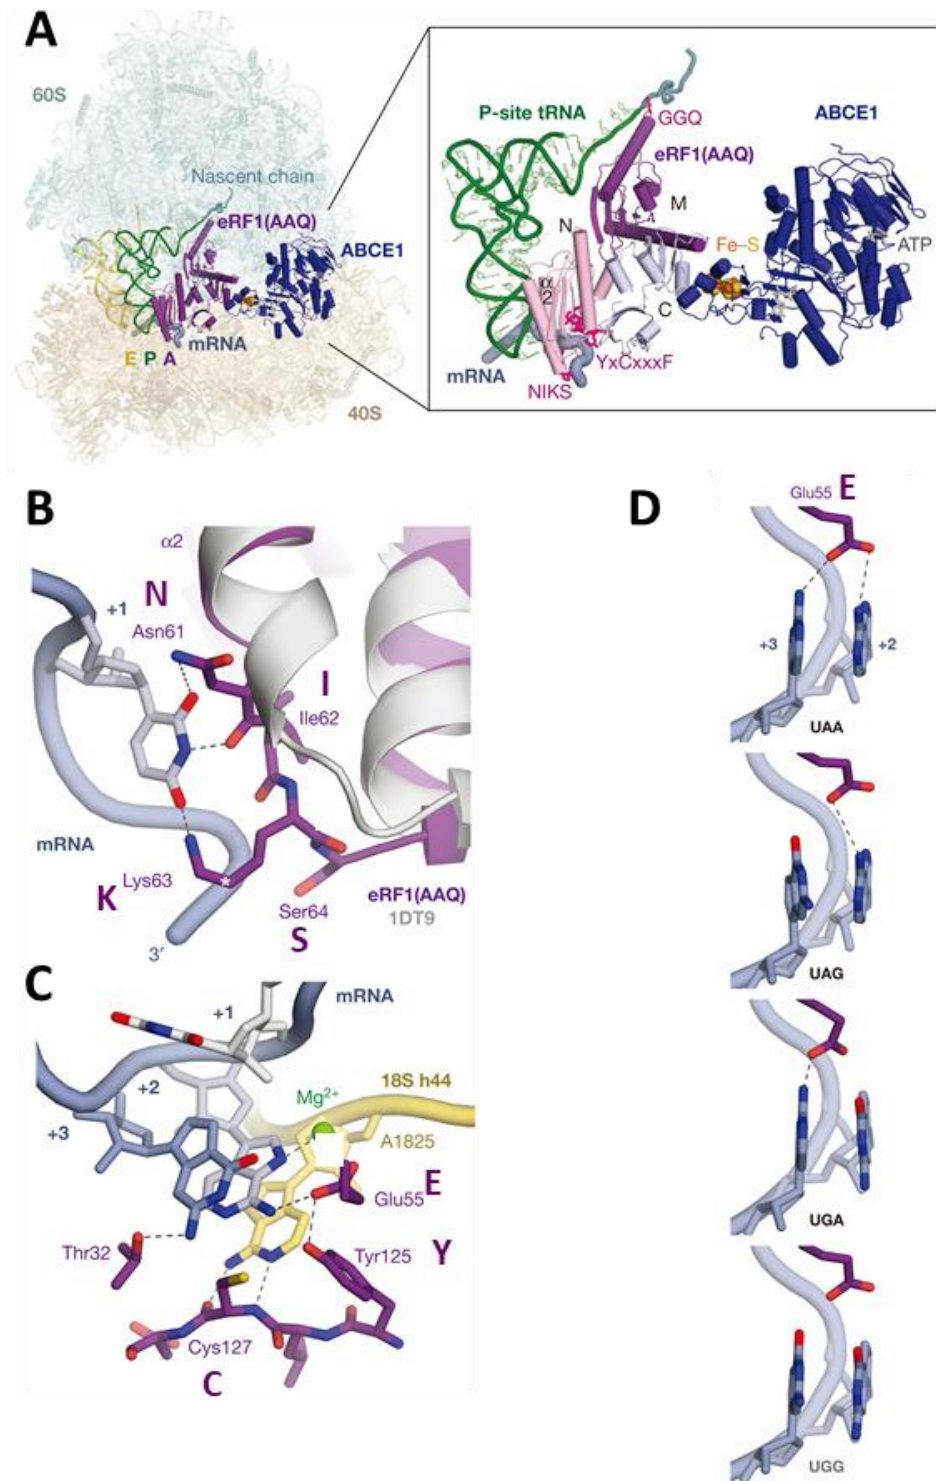 A
60S
Nascent chain
eRF1(AAQ)
ABCE1
mRNA
E P A
40S
P-site tRNA
GGQ
eRF1(AAQ)
ABCE1
M
N
Fe–S
ATP
α2
C
YxCxxxF
mRNA
NIKS
B
α2
N
+1
Asn61
I
Ile62
mRNA
K
Lys63
Ser64
S
eRF1(AAQ)
1DT9
3′
*
C
mRNA
+1
+2
+3
18S h44
Mg2+
A1825
E
Glu55
Y
Thr32
Tyr125
Cys127
C
D
Glu55 E
+3
+2
UAA
UAG
UGA
UGG